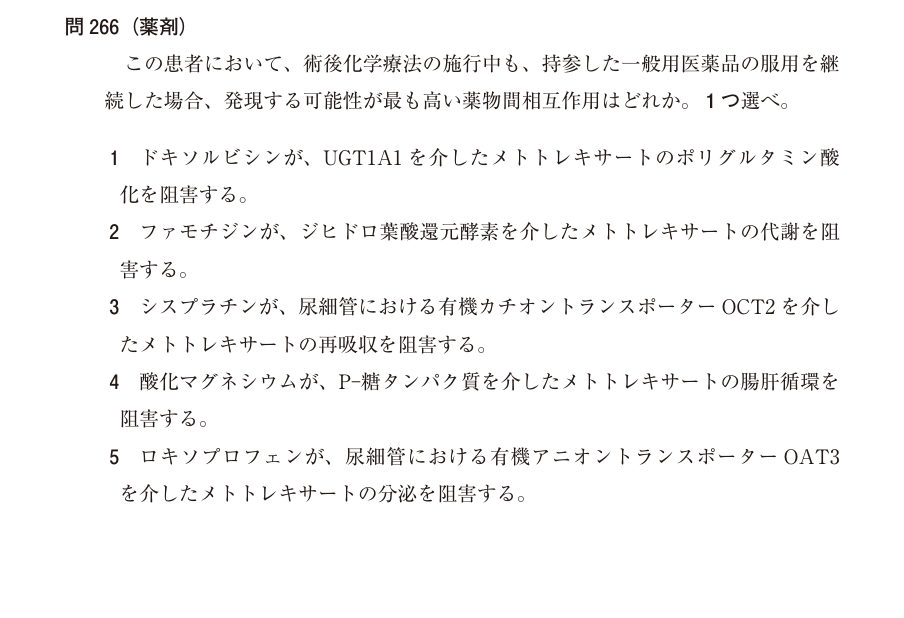 問 266（薬剤）
この患者において、術後化学療法の施行中も、持参した一般用医薬品の服用を継
続した場合、発現する可能性が最も高い薬物間相互作用はどれか。1つ選べ。
1 ドキソルビシンが、UGT1A1 を介したメトトレキサートのポリグルタミン酸
化を阻害する。
2 ファモチジンが、ジヒドロ葉酸還元酵素を介したメトトレキサートの代謝を阻
害する。
3 シスプラチンが、尿細管における有機カチオントランスポーター OCT2 を介し
たメトトレキサートの再吸収を阻害する。
4 酸化マグネシウムが、P-糖タンパク質を介したメトトレキサートの腸肝循環を
阻害する。
5 ロキソプロフェンが、尿細管における有機アニオントランスポーター OAT3
を介したメトトレキサートの分泌を阻害する。